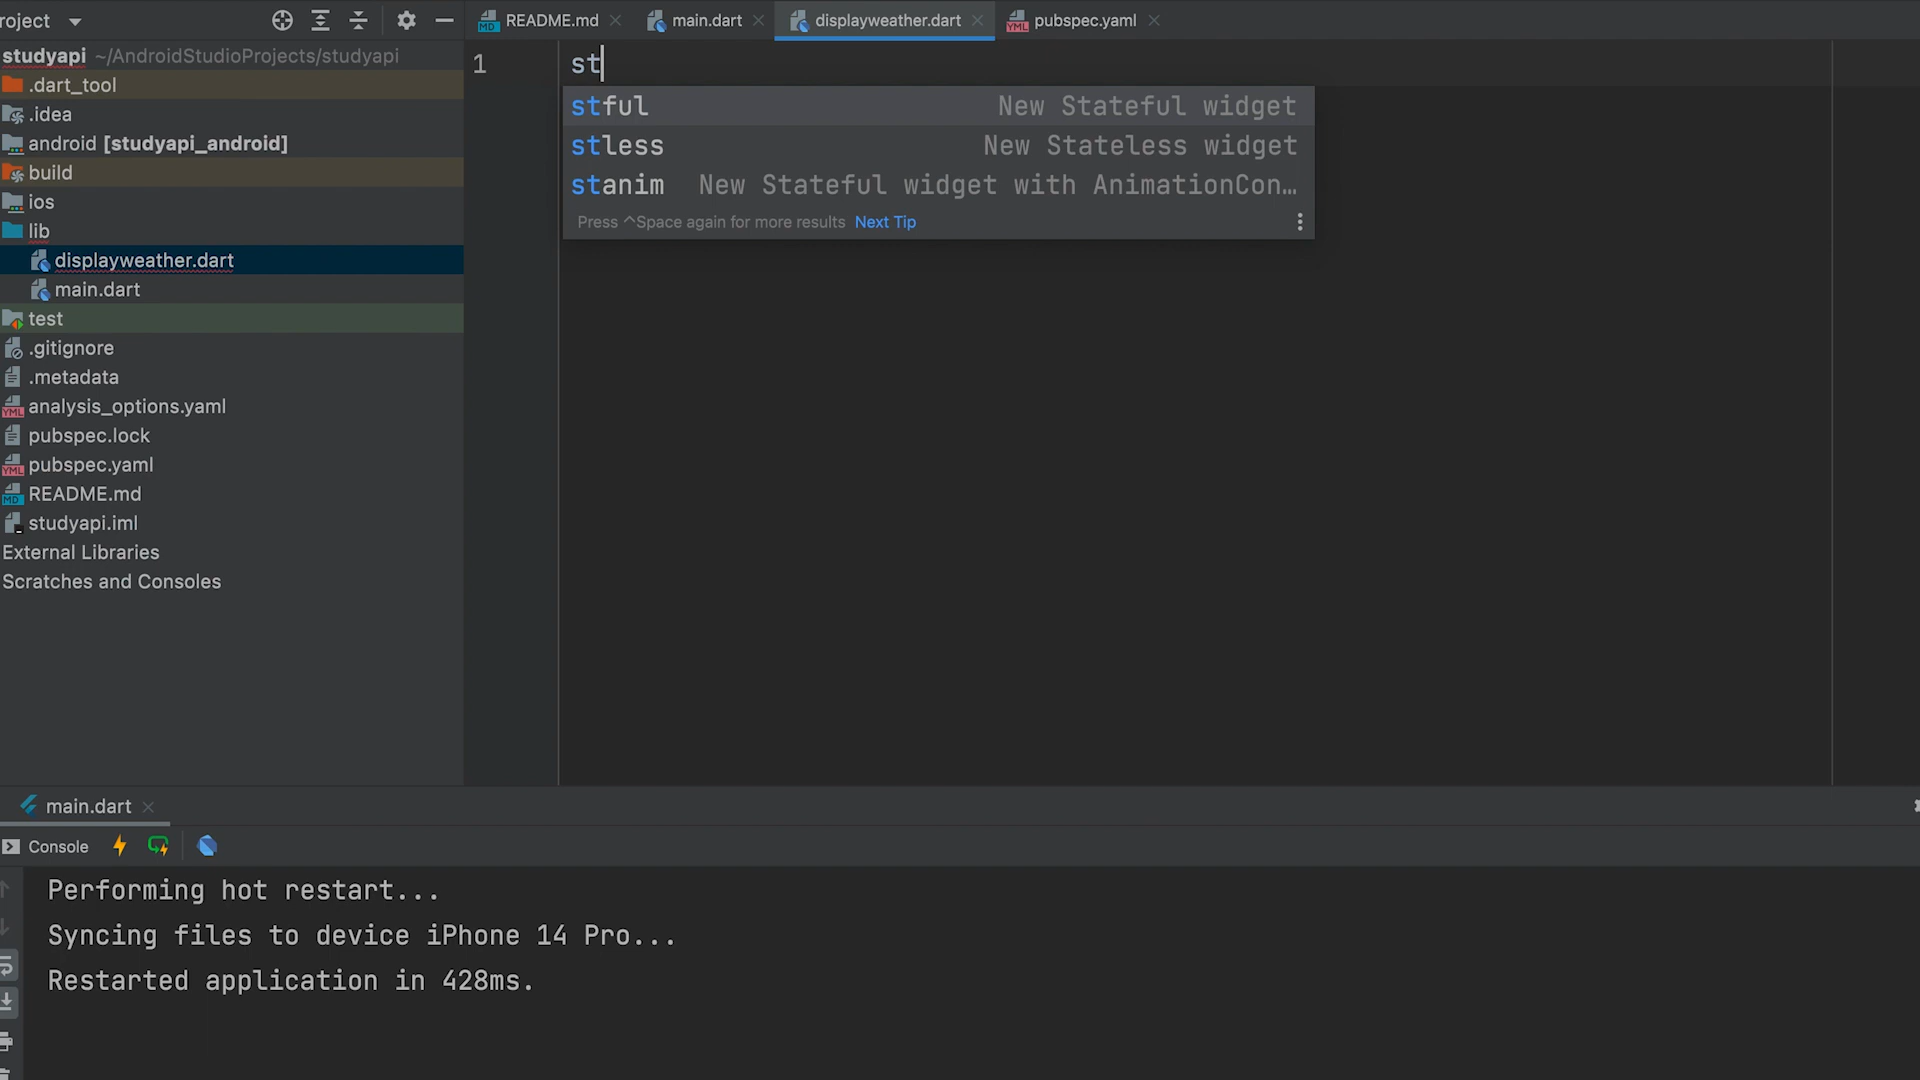 roject
README.md
main.dart
displayweather.dart
pubspec.yaml
studyapi ~/AndroidStudioProjects/studyapi
.dart_tool
.idea
android [studyapi_android]
build
ios
lib
displayweather.dart
main.dart
test
.gitignore
.metadata
analysis_options.yaml
pubspec.lock
pubspec.yaml
README.md
studyapi.iml
External Libraries
Scratches and Consoles
1 st
stful New Stateful widget
stless New Stateless widget
stanim New Stateful widget with AnimationCon…
Press ^Space again for more results Next Tip
main.dart
Console
Performing hot restart...
Syncing files to device iPhone 14 Pro...
Restarted application in 428ms.